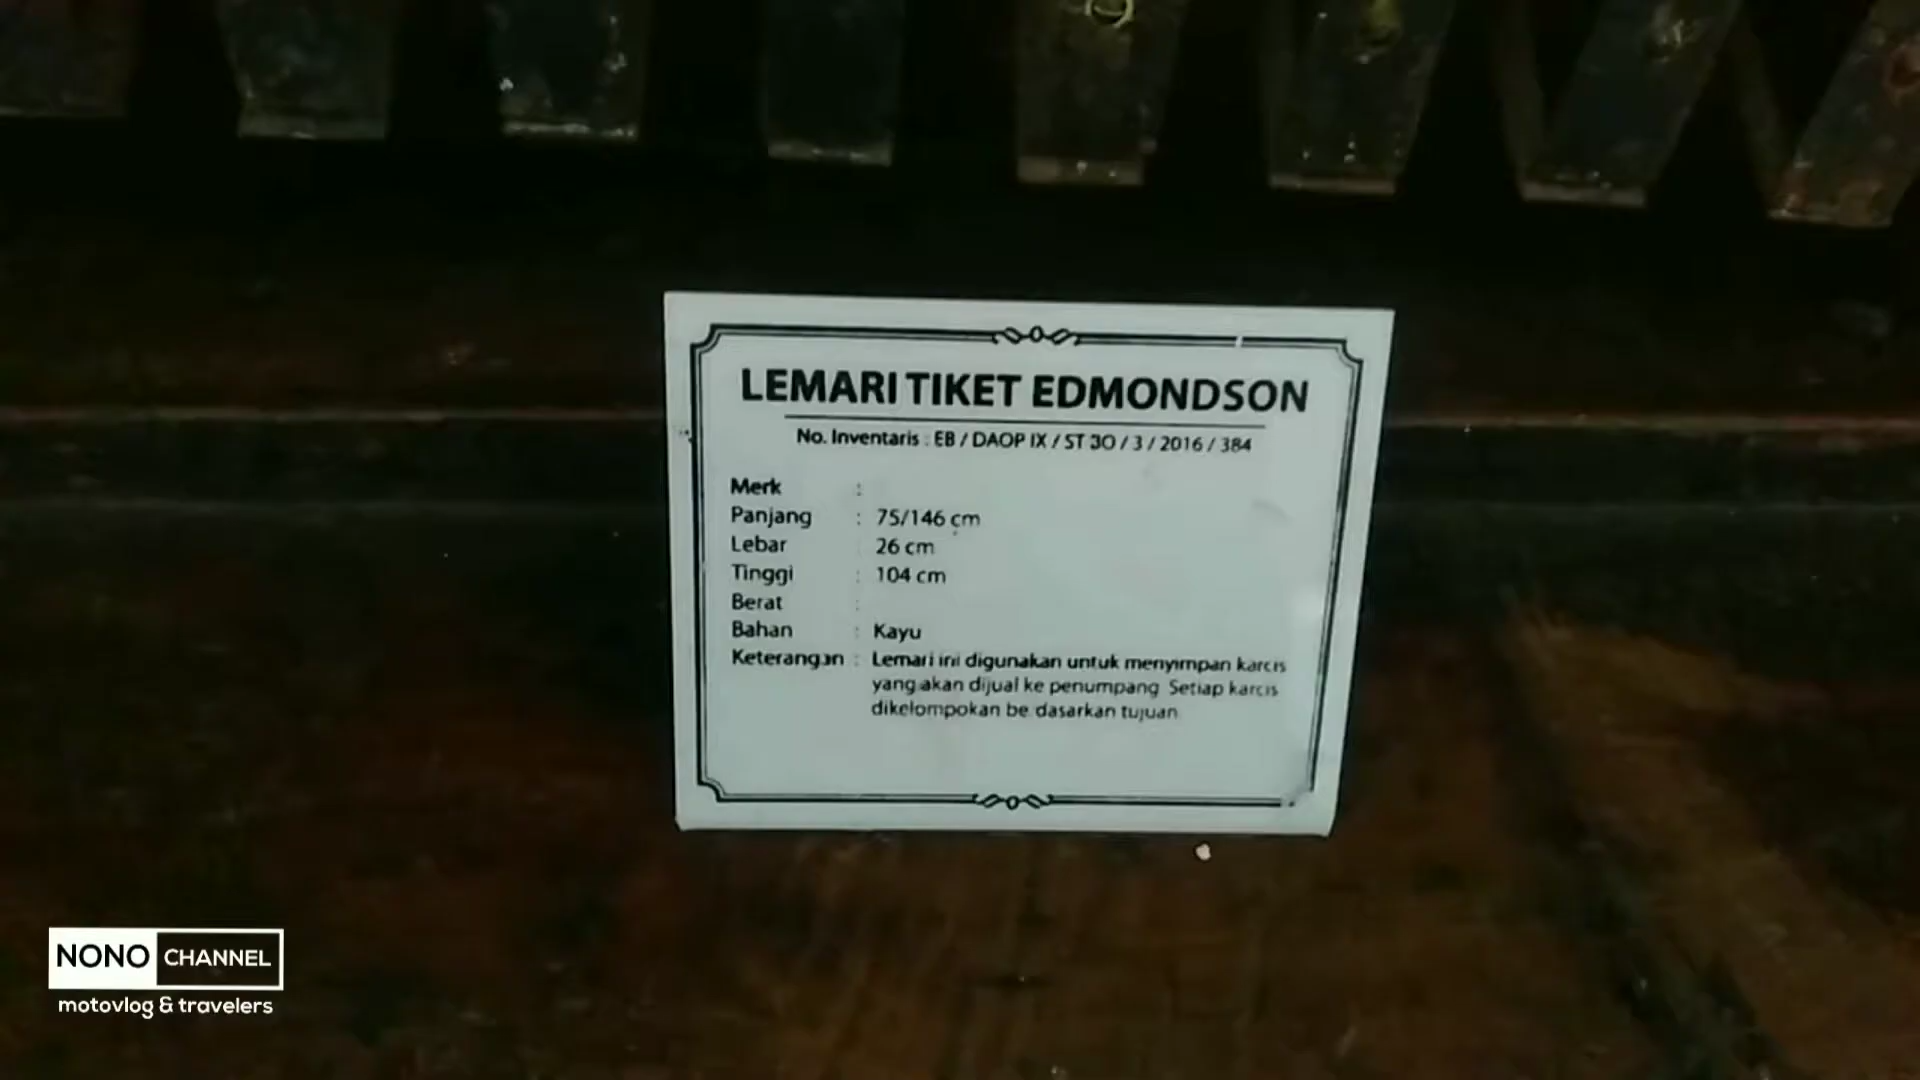 LEMARI TIKET EDMONDSON
No. Inventaris : EB / DAOP IX / ST BO / 3 / 2016 / 384
Merk :
Panjang : 75/146 cm
Lebar : 26 cm
Tinggi : 104 cm
Berat :
Bahan : Kayu
Keterangan : Lemari ini digunakan untuk menyimpan karcis
yang akan dijual ke penumpang Setiap karcis
dikelompokan be dasarkan tujuan
NONO CHANNEL
motovlog & travelers